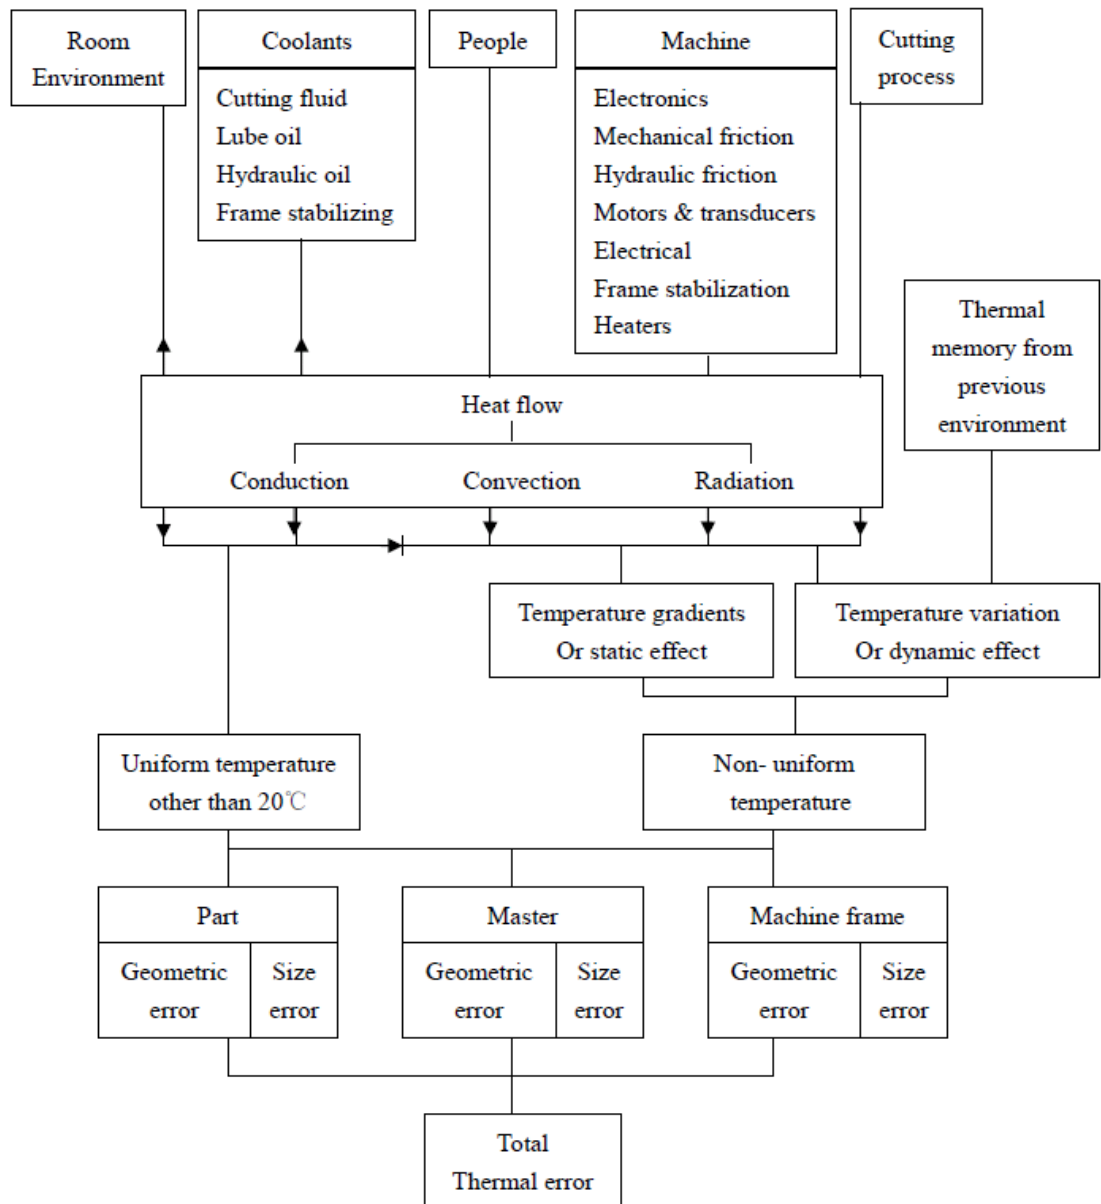 Room
Environment
Coolants
Cutting fluid
Lube oil
Hydraulic oil
Frame stabilizing
People
Machine
Electronics
Mechanical friction
Hydraulic friction
Motors & transducers
Electrical
Frame stabilization
Heaters
Cutting
process
Thermal
memory from
previous
environment
Heat flow
Conduction
Convection
Radiation
Temperature gradients
Or static effect
Temperature variation
Or dynamic effect
Uniform temperature
other than 20℃
Non- uniform
temperature
Part
Geometric
error
Size
error
Master
Geometric
error
Size
error
Machine frame
Geometric
error
Size
error
Total
Thermal error